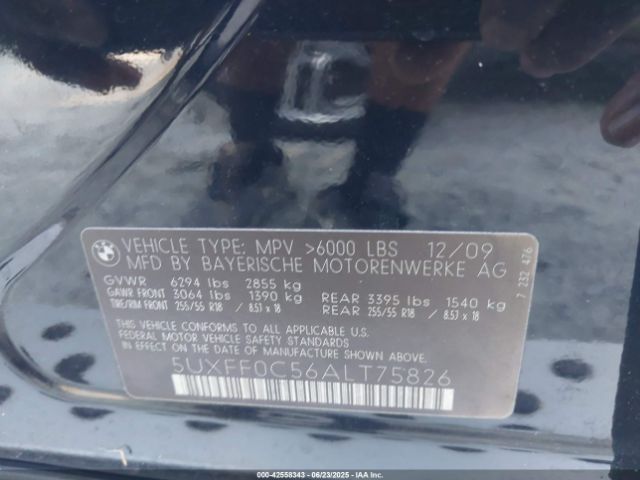 BMW
VEHICLE TYPE: MPV >6000 LBS 12/09
MFD BY BAYERISCHE MOTORENWERKE AG
GVWR 6294 lbs 2855 kg
GAWR FRONT 3064 lbs 1390 kg REAR 3395 lbs 1540 kg
TIRE/RIM FRONT 255/55 R18 / 8.5J x 18 REAR 255/55 R18 / 8.5J x 18
THIS VEHICLE CONFORMS TO ALL APPLICABLE U.S.
FEDERAL MOTOR VEHICLE SAFETY STANDARDS IN
EFFECT ON THE DATE OF MANUFACTURE SHOWN ABOVE.
5UXFF0C56ALT75826
7 232 476
000-42558343 - 06/23/2025 - IAA, Inc.